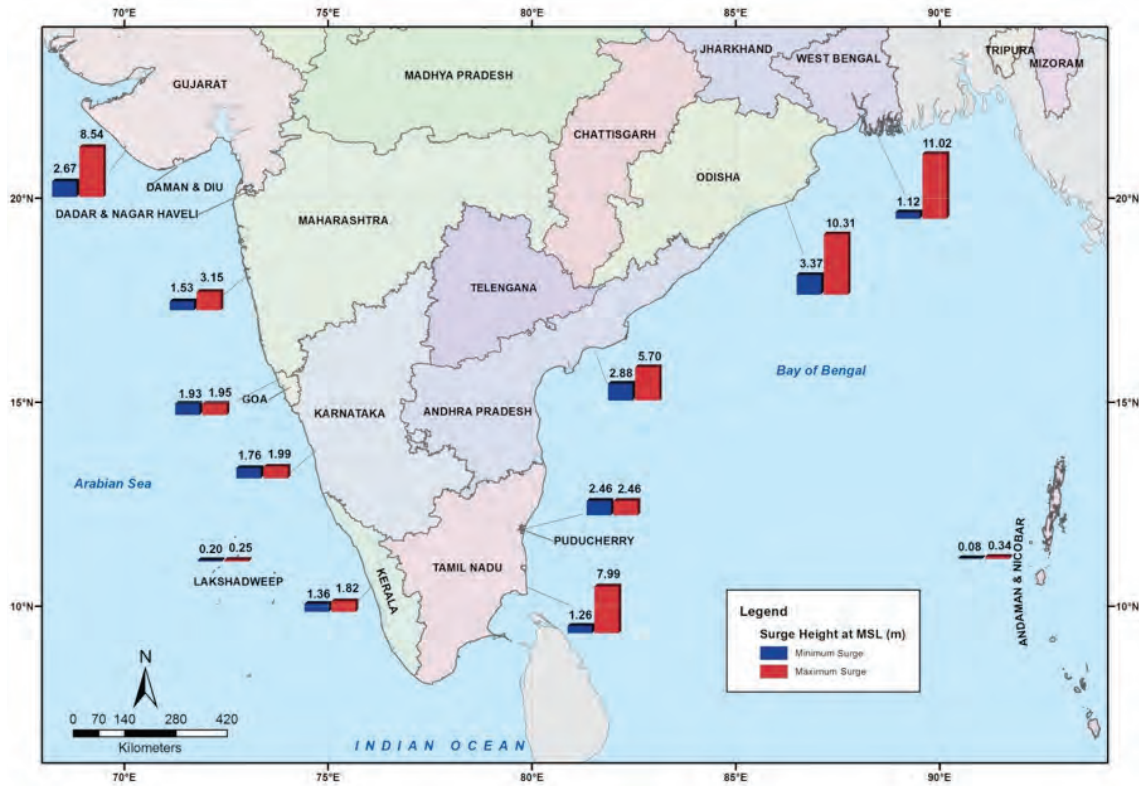 70°E 75°E 80°E 85°E 90°E
JHARKHAND
WEST BENGAL
TRIPURA
MIZORAM
MADHYA PRADESH
GUJARAT
CHATTISGARH
8.54
2.67
11.02
1.12
ODISHA
DAMAN & DIU
20°N
DADAR & NAGAR HAVELI
20°N
MAHARASHTRA
10.31
3.37
3.15
1.53
TELENGANA
5.70
2.88
Bay of Bengal
1.93 1.95
15°N
GOA
KARNATAKA
ANDHRA PRADESH
15°N
1.76 1.99
Arabian Sea
2.46 2.46
PUDUCHERRY
0.20 0.25
LAKSHADWEEP
KERALA
TAMIL NADU
7.99
1.26
0.08 0.34
ANDAMAN & NICOBAR
1.36 1.82
10°N
10°N
Legend
Surge Height at MSL (m)
Minimum Surge
Maximum Surge
N
0 70 140 280 420
Kilometers
INDIAN OCEAN
70°E 75°E 80°E 85°E 90°E